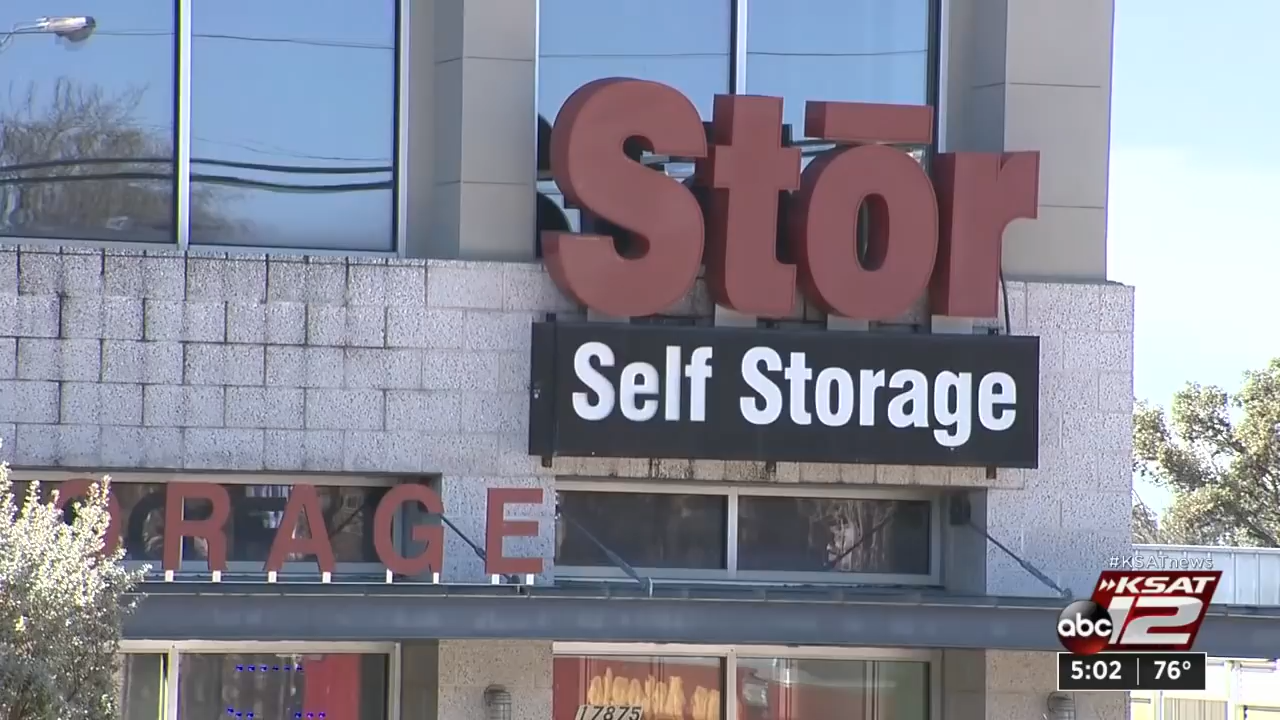 Stōr
Self Storage
ORAGE
17875
#KSATnews
KSAT
abc 12
5:02 76°